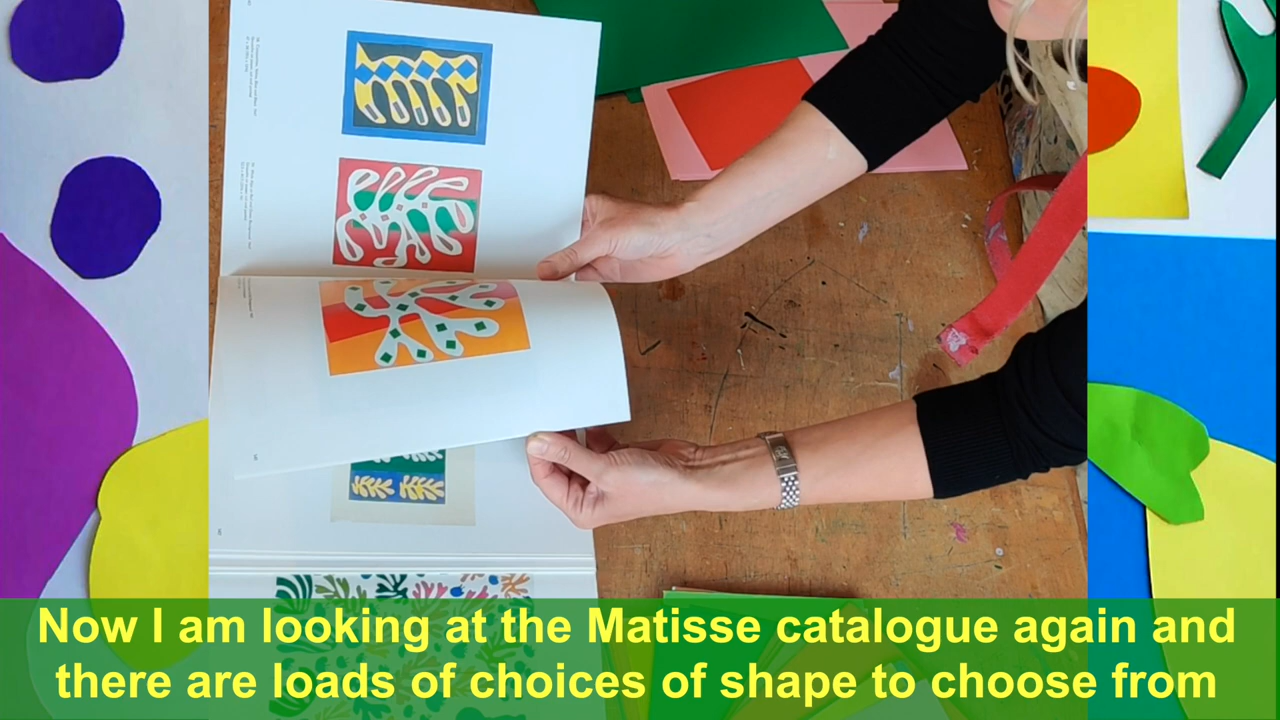 Now I am looking at the Matisse catalogue again and
there are loads of choices of shape to choose from